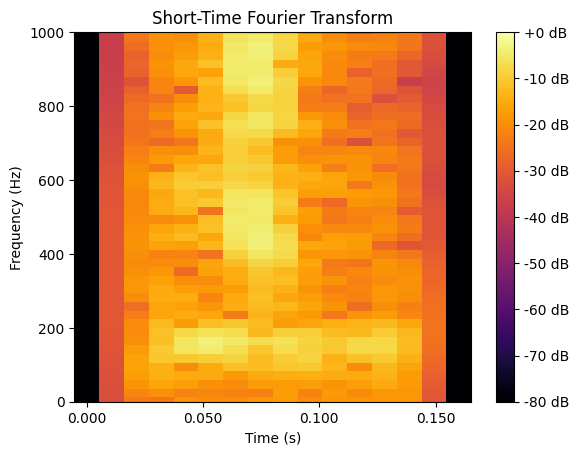 Short-Time Fourier Transform
1000
800
600
400
200
0
Frequency (Hz)
0.000
0.050
0.100
0.150
Time (s)
+0 dB
-10 dB
-20 dB
-30 dB
-40 dB
-50 dB
-60 dB
-70 dB
-80 dB